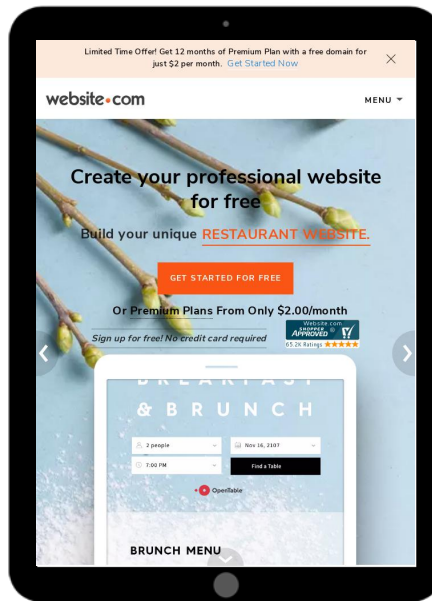 Limited Time Offer! Get 12 months of Premium Plan with a free domain for
just $2 per month. Get Started Now
website.com
MENU
Create your professional website
for free
Build your unique RESTAURANT WEBSITE.
GET STARTED FOR FREE
Or Premium Plans From Only $2.00/month
Sign up for free! No credit card required
Website.com
SHOPPER
APPROVED
65.2K Ratings
BREAKFAST
& BRUNCH
2 people
Nov 16, 2107
7:00 PM
Find a Table
OpenTable
BRUNCH MENU